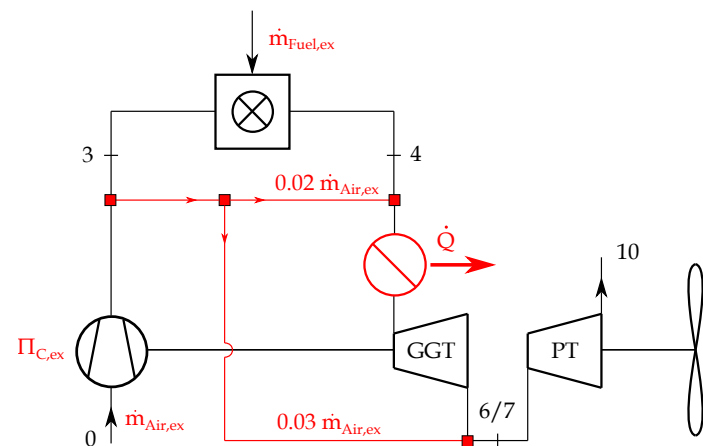 ṁFuel,ex
3
4
0.02 ṁAir,ex
Q̇
10
ΠC,ex
GGT
PT
6/7
0.03 ṁAir,ex
ṁAir,ex
0